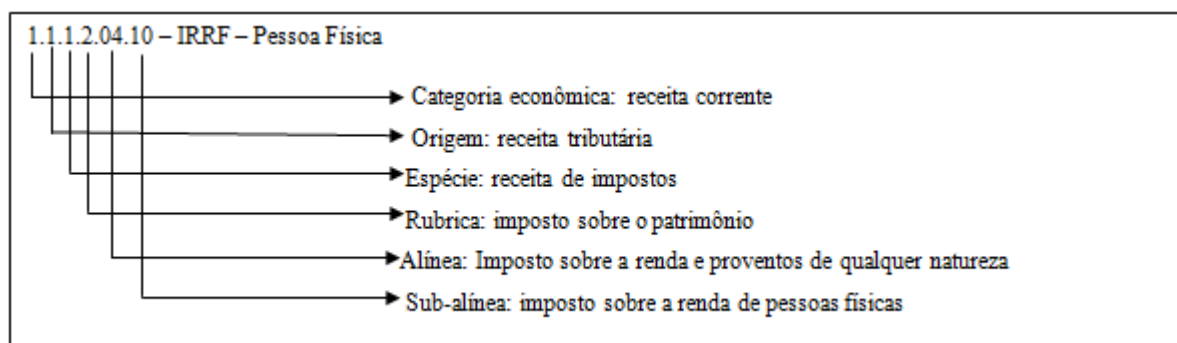 1.1.1.2.04.10 – IRRF – Pessoa Física
Categoria econômica: receita corrente
Origem: receita tributária
Espécie: receita de impostos
Rubrica: imposto sobre o patrimônio
Alínea: Imposto sobre a renda e proventos de qualquer natureza
Sub-alínea: imposto sobre a renda de pessoas físicas